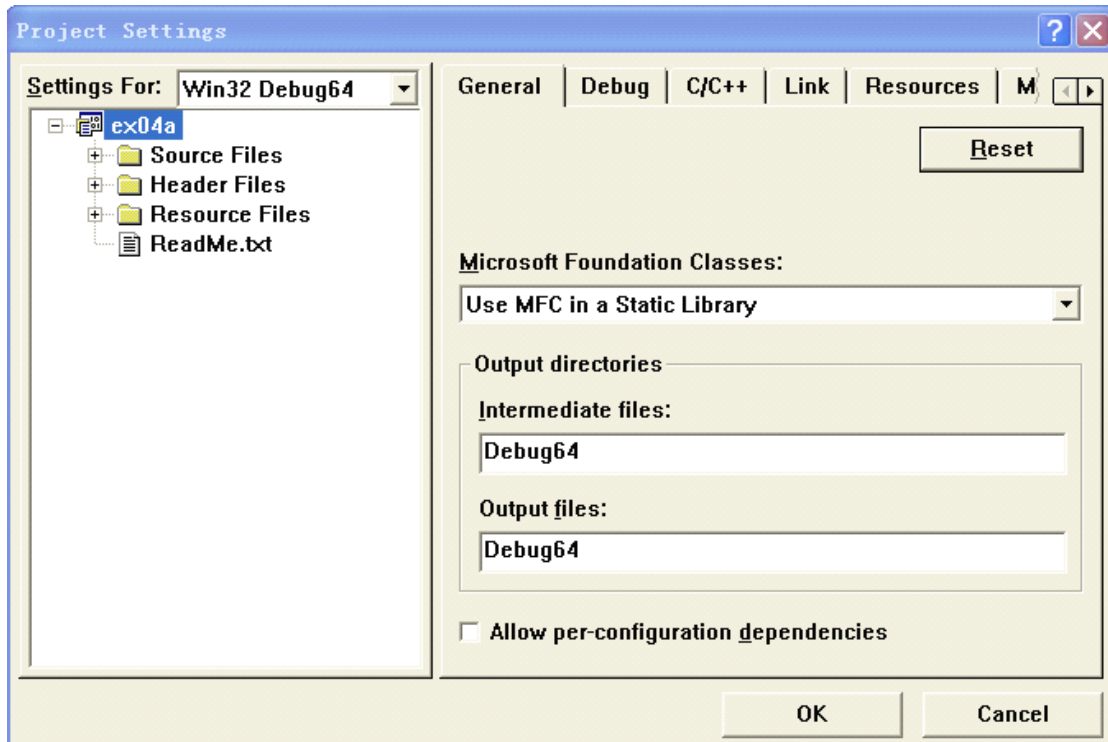 Project Settings
Settings For: Win32 Debug64
ex04a
Source Files
Header Files
Resource Files
ReadMe.txt
General Debug C/C++ Link Resources M
Reset
Microsoft Foundation Classes:
Use MFC in a Static Library
Output directories
Intermediate files:
Debug64
Output files:
Debug64
Allow per-configuration dependencies
OK Cancel